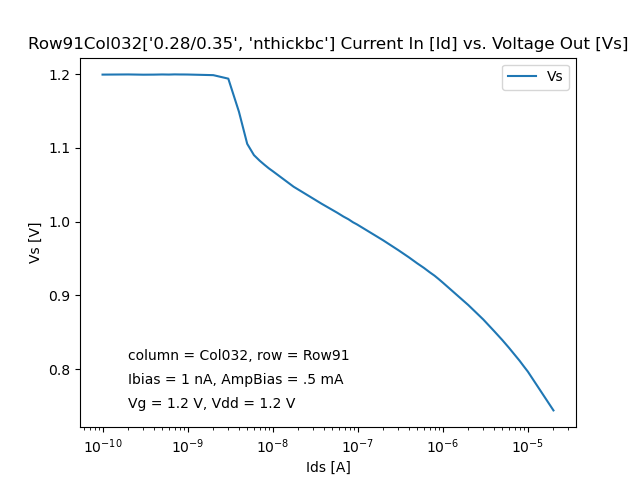 Row91Col032['0.28/0.35', 'nthickbc'] Current In [Id] vs. Voltage Out [Vs]
Vs
1.2
1.1
1.0
0.9
0.8
Vs [V]
column = Col032, row = Row91
Ibias = 1 nA, AmpBias = .5 mA
Vg = 1.2 V, Vdd = 1.2 V
10⁻¹⁰ 10⁻⁹ 10⁻⁸ 10⁻⁷ 10⁻⁶ 10⁻⁵
Ids [A]